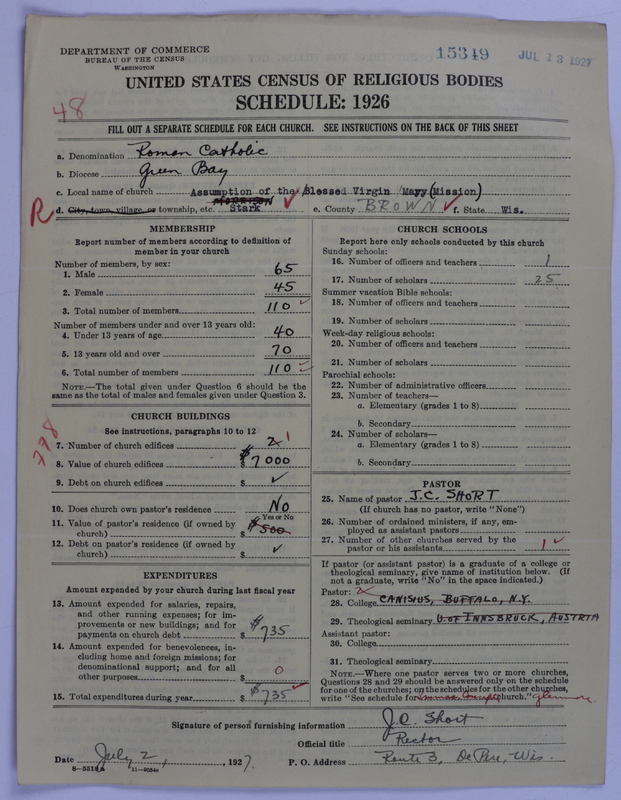 DEPARTMENT OF COMMERCE
BUREAU OF THE CENSUS
WASHINGTON
15349
JUL 13 1927
UNITED STATES CENSUS OF RELIGIOUS BODIES
SCHEDULE: 1926
48
FILL OUT A SEPARATE SCHEDULE FOR EACH CHURCH. SEE INSTRUCTIONS ON THE BACK OF THIS SHEET
a. Denomination Roman Catholic
b. Diocese Green Bay
c. Local name of church Assumption of the Blessed Virgin Mary (Mission)
MORRISON
R d. City, town, village, or township, etc. Stark e. County BROWN f. State Wis.
MEMBERSHIP
Report number of members according to definition of
member in your church
Number of members, by sex:
1. Male 65
2. Female 45
3. Total number of members 110
Number of members under and over 13 years old:
4. Under 13 years of age 40
5. 13 years old and over 70
6. Total number of members 110
NOTE.—The total given under Question 6 should be the
same as the total of males and females given under Question 3.
778
CHURCH BUILDINGS
See instructions, paragraphs 10 to 12
7. Number of church edifices 2 1
8. Value of church edifices $ 7000
9. Debt on church edifices $ ✓
10. Does church own pastor's residence No
Yes or No
11. Value of pastor's residence (if owned by
church) $ 500
12. Debt on pastor's residence (if owned by
church) $ ✓
EXPENDITURES
Amount expended by your church during last fiscal year
13. Amount expended for salaries, repairs,
and other running expenses; for im-
provements or new buildings; and for
payments on church debt $ 735
14. Amount expended for benevolences, in-
cluding home and foreign missions; for
denominational support; and for all
other purposes $ 0
15. Total expenditures during year $ 735
CHURCH SCHOOLS
Report here only schools conducted by this church
Sunday schools:
16. Number of officers and teachers 1
17. Number of scholars 25
Summer vacation Bible schools:
18. Number of officers and teachers
19. Number of scholars
Week-day religious schools:
20. Number of officers and teachers
21. Number of scholars
Parochial schools:
22. Number of administrative officers
23. Number of teachers—
a. Elementary (grades 1 to 8)
b. Secondary
24. Number of scholars—
a. Elementary (grades 1 to 8)
b. Secondary
PASTOR
25. Name of pastor J.C. SHORT
(If church has no pastor, write "None")
26. Number of ordained ministers, if any, em-
ployed as assistant pastors
27. Number of other churches served by the
pastor or his assistants 1
If pastor (or assistant pastor) is a graduate of a college or
theological seminary, give name of institution below. (If
not a graduate, write "No" in the space indicated.)
Pastor:
28. College CANISIUS, BUFFALO, N.Y.
29. Theological seminary U. OF INNSBRUCK, AUSTRIA
Assistant pastor:
30. College
31. Theological seminary
NOTE.—Where one pastor serves two or more churches,
Questions 28 and 29 should be answered only on the schedule
for one of the churches; on the schedules for the other churches,
write "See schedule for church." glenmore
Signature of person furnishing information J.C. Short
Official title Rector
Date July 2, 1927. P. O. Address Route 3, De Pere, Wis.
8—5518a 11—9584